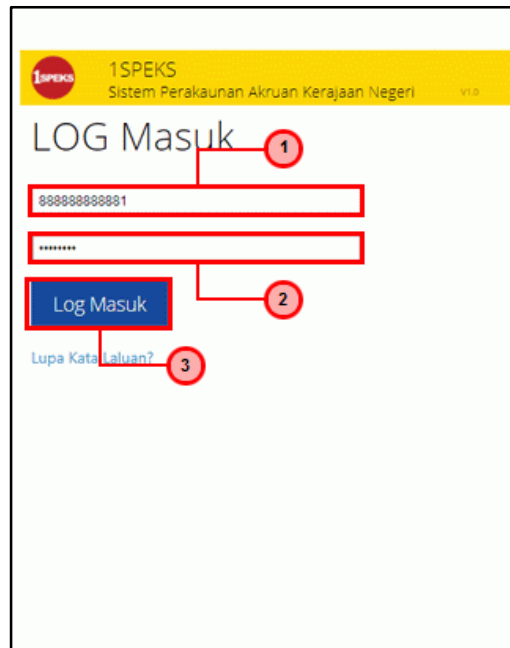 1SPEKS
1SPEKS
Sistem Perakaunan Akruan Kerajaan Negeri V1.0
LOG Masuk
1
888888888881
••••••••
2
Log Masuk
Lupa Kata Laluan?
3